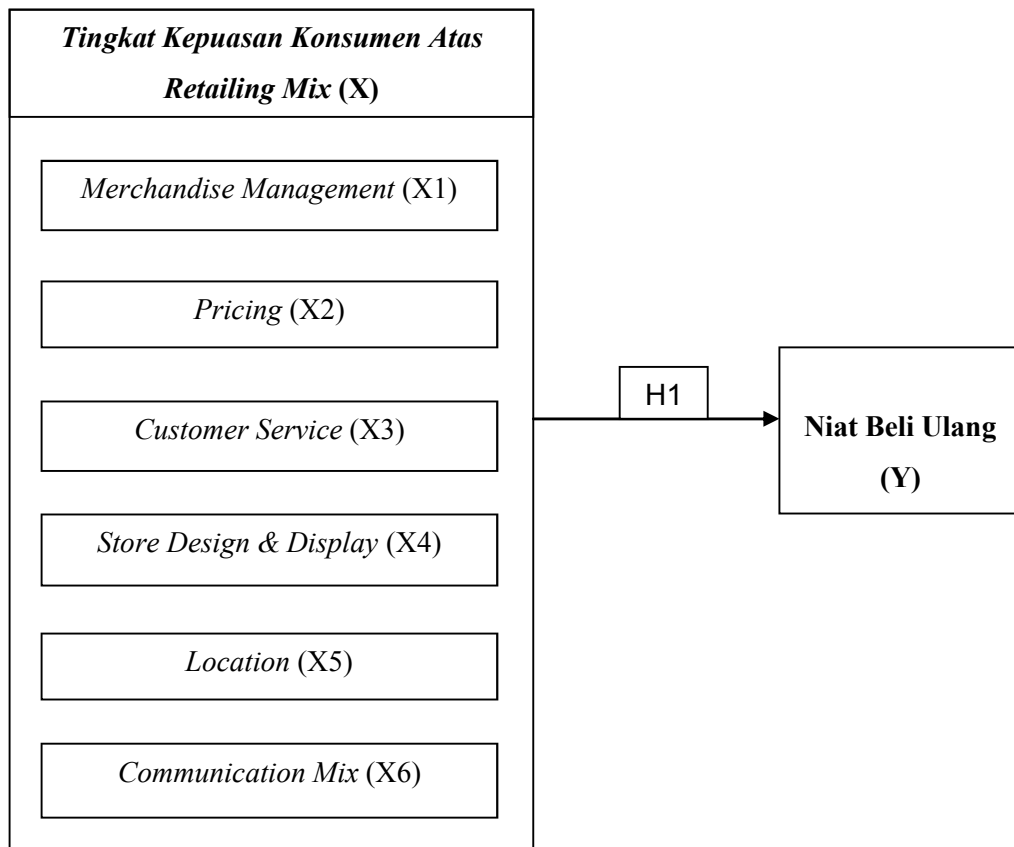 Tingkat Kepuasan Konsumen Atas
Retailing Mix (X)
Merchandise Management (X1)
Pricing (X2)
Customer Service (X3)
Store Design & Display (X4)
Location (X5)
Communication Mix (X6)
H1
Niat Beli Ulang
(Y)